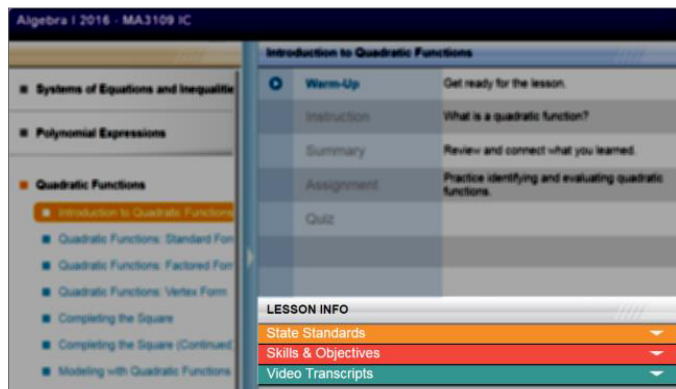 Algebra I 2016 - MA3109 IC
Systems of Equations and Inequalitie
Polynomial Expressions
Quadratic Functions
Introduction to Quadratic Functions
Quadratic Functions: Standard Forr
Quadratic Functions: Factored Forr
Quadratic Functions: Vertex Form
Completing the Square
Completing the Square (Continued)
Modeling with Quadratic Functions
Introduction to Quadratic Functions
Warm-Up Get ready for the lesson.
Instruction What is a quadratic function?
Summary Review and connect what you learned.
Assignment Practice identifying and evaluating quadratic
functions.
Quiz
LESSON INFO
State Standards
Skills & Objectives
Video Transcripts